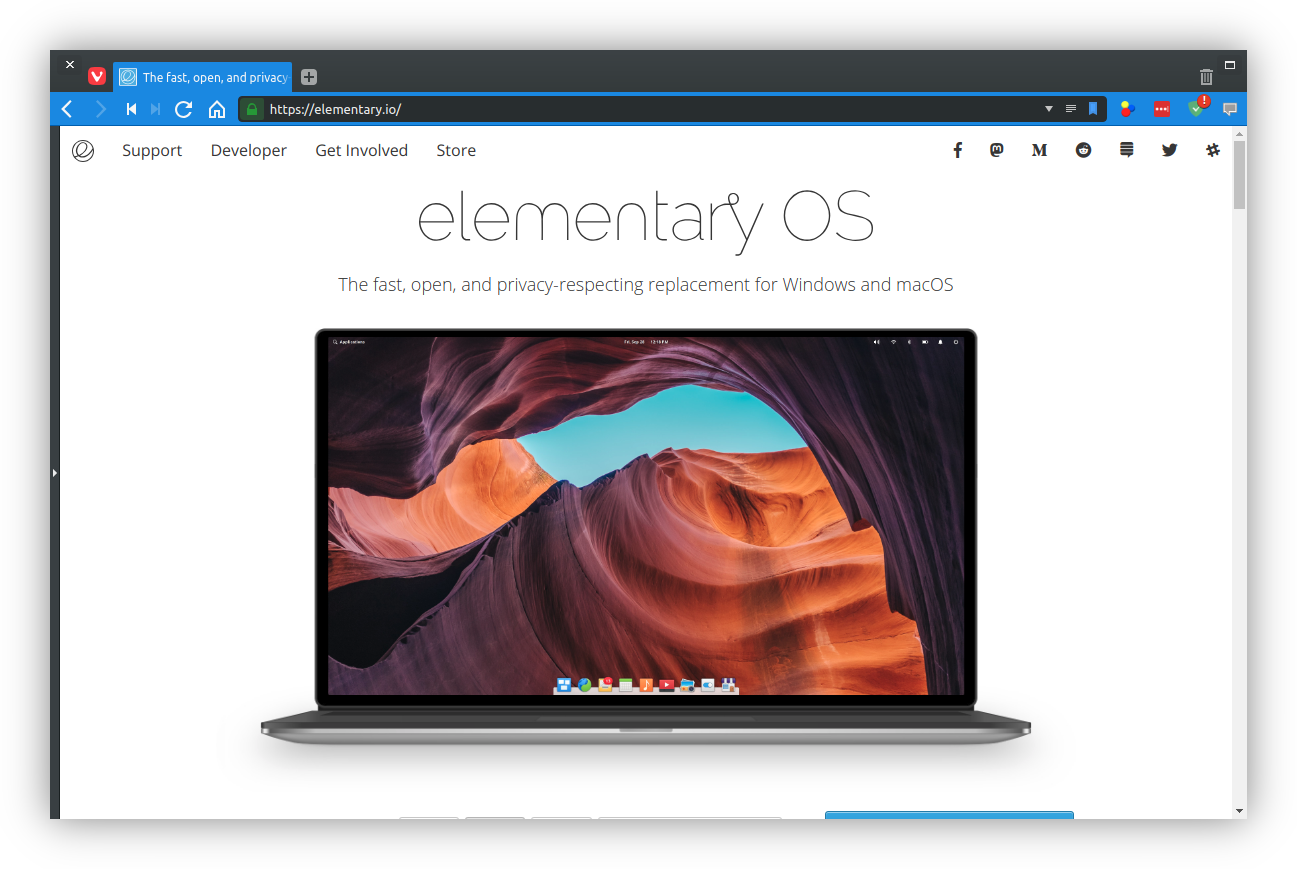 The fast, open, and privacy
https://elementary.io/
Support Developer Get Involved Store
elementary OS
The fast, open, and privacy-respecting replacement for Windows and macOS
Applications Fri, Sep 28 12:19 PM